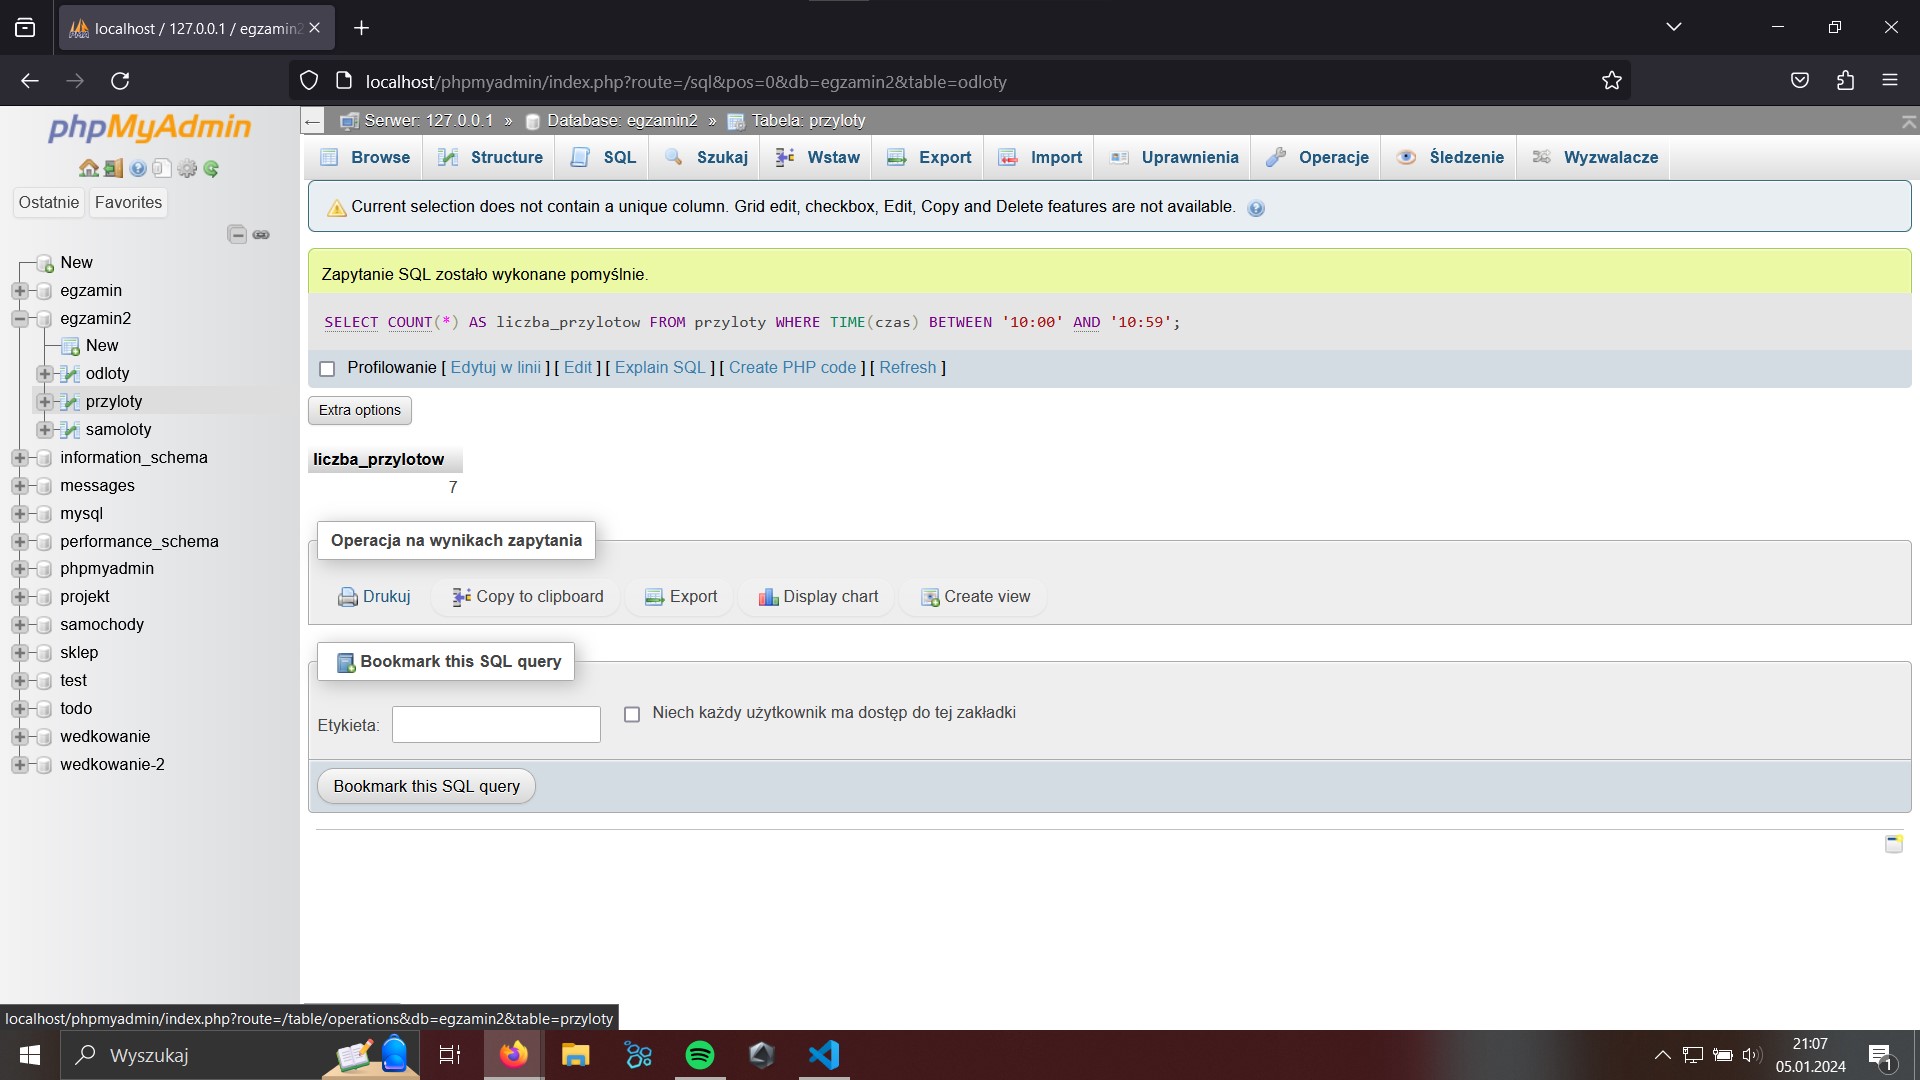 localhost / 127.0.0.1 / egzamin2
localhost/phpmyadmin/index.php?route=/sql&pos=0&db=egzamin2&table=odloty
phpMyAdmin
Ostatnie Favorites
New
egzamin
egzamin2
New
odloty
przyloty
samoloty
information_schema
messages
mysql
performance_schema
phpmyadmin
projekt
samochody
sklep
test
todo
wedkowanie
wedkowanie-2
Serwer: 127.0.0.1 » Database: egzamin2 » Tabela: przyloty
Browse Structure SQL Szukaj Wstaw Export Import Uprawnienia Operacje Śledzenie Wyzwalacze
Current selection does not contain a unique column. Grid edit, checkbox, Edit, Copy and Delete features are not available.
Zapytanie SQL zostało wykonane pomyślnie.
SELECT COUNT(*) AS liczba_przylotow FROM przyloty WHERE TIME(czas) BETWEEN '10:00' AND '10:59';
Profilowanie [ Edytuj w linii ] [ Edit ] [ Explain SQL ] [ Create PHP code ] [ Refresh ]
Extra options
liczba_przylotow
7
Operacja na wynikach zapytania
Drukuj Copy to clipboard Export Display chart Create view
Bookmark this SQL query
Etykieta: Niech każdy użytkownik ma dostęp do tej zakładki
Bookmark this SQL query
localhost/phpmyadmin/index.php?route=/table/operations&db=egzamin2&table=przyloty
Wyszukaj
21:07
05.01.2024
1